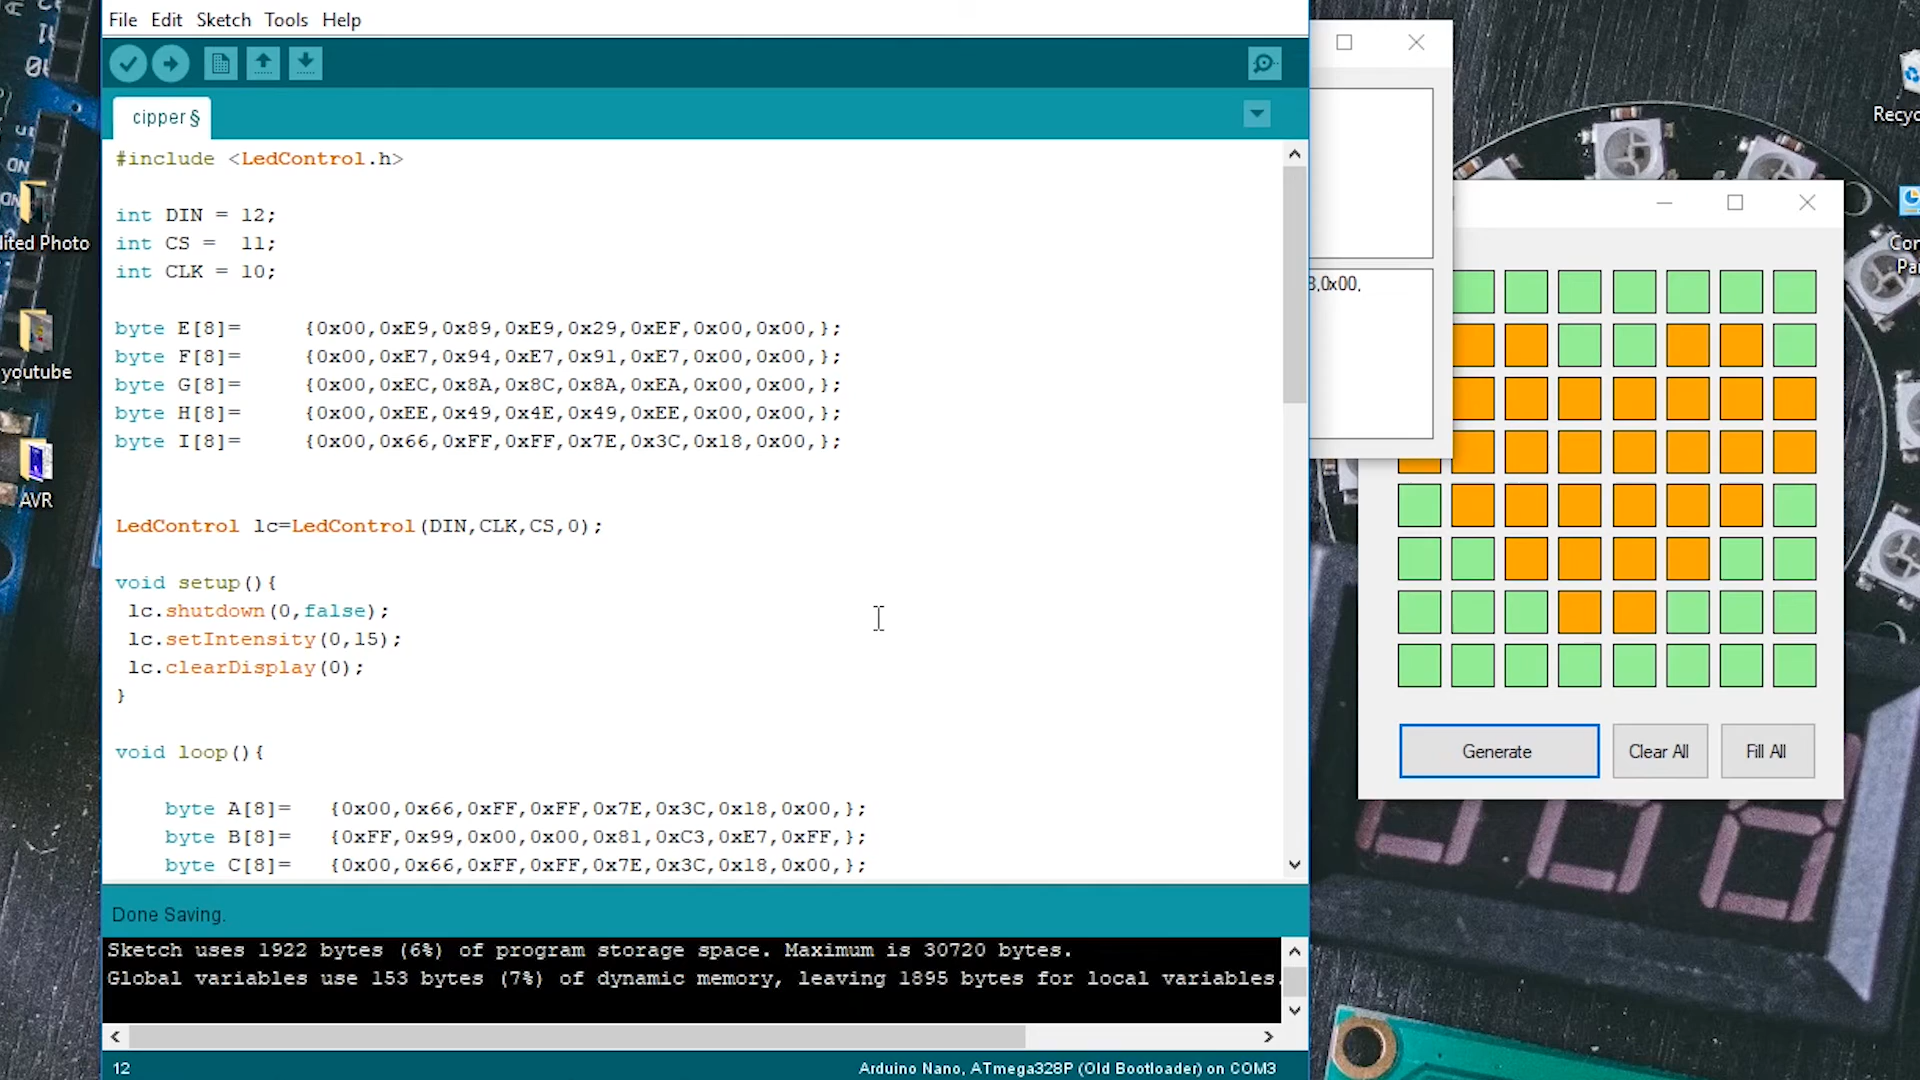 File Edit Sketch Tools Help
cipper §
#include <LedControl.h>
int DIN = 12;
int CS =  11;
int CLK = 10;
byte E[8]=     {0x00,0xE9,0x89,0xE9,0x29,0xEF,0x00,0x00,};
byte F[8]=     {0x00,0xE7,0x94,0xE7,0x91,0xE7,0x00,0x00,};
byte G[8]=     {0x00,0xEC,0x8A,0x8C,0x8A,0xEA,0x00,0x00,};
byte H[8]=     {0x00,0xEE,0x49,0x4E,0x49,0xEE,0x00,0x00,};
byte I[8]=     {0x00,0x66,0xFF,0xFF,0x7E,0x3C,0x18,0x00,};
LedControl lc=LedControl(DIN,CLK,CS,0);
void setup(){
lc.shutdown(0,false);
lc.setIntensity(0,15);
lc.clearDisplay(0);
}
void loop(){
byte A[8]=   {0x00,0x66,0xFF,0xFF,0x7E,0x3C,0x18,0x00,};
byte B[8]=   {0xFF,0x99,0x00,0x00,0x81,0xC3,0xE7,0xFF,};
byte C[8]=   {0x00,0x66,0xFF,0xFF,0x7E,0x3C,0x18,0x00,};
Done Saving.
Sketch uses 1922 bytes (6%) of program storage space. Maximum is 30720 bytes.
Global variables use 153 bytes (7%) of dynamic memory, leaving 1895 bytes for local variables.
12
Arduino Nano, ATmega328P (Old Bootloader) on COM3
0x00,
Generate
Clear All
Fill All
ited Photo
youtube
AVR
Recyc
Con
Pa